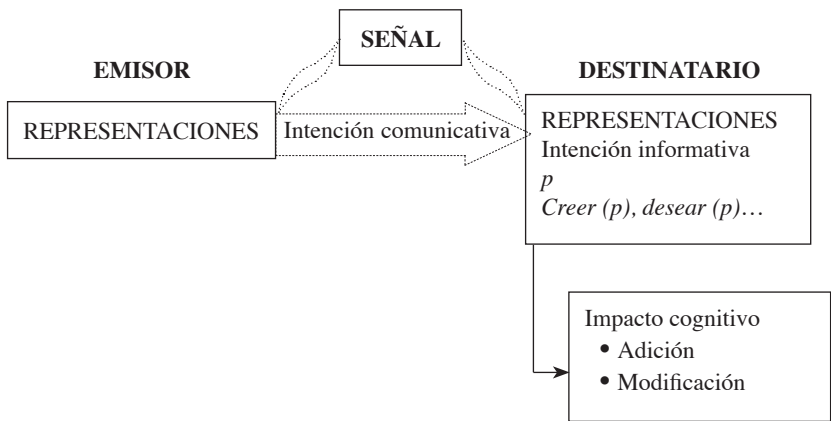 SEÑAL
EMISOR
DESTINATARIO
REPRESENTACIONES
Intención comunicativa
REPRESENTACIONES
Intención informativa
p
Creer (p), desear (p)…
Impacto cognitivo
• Adición
• Modificación